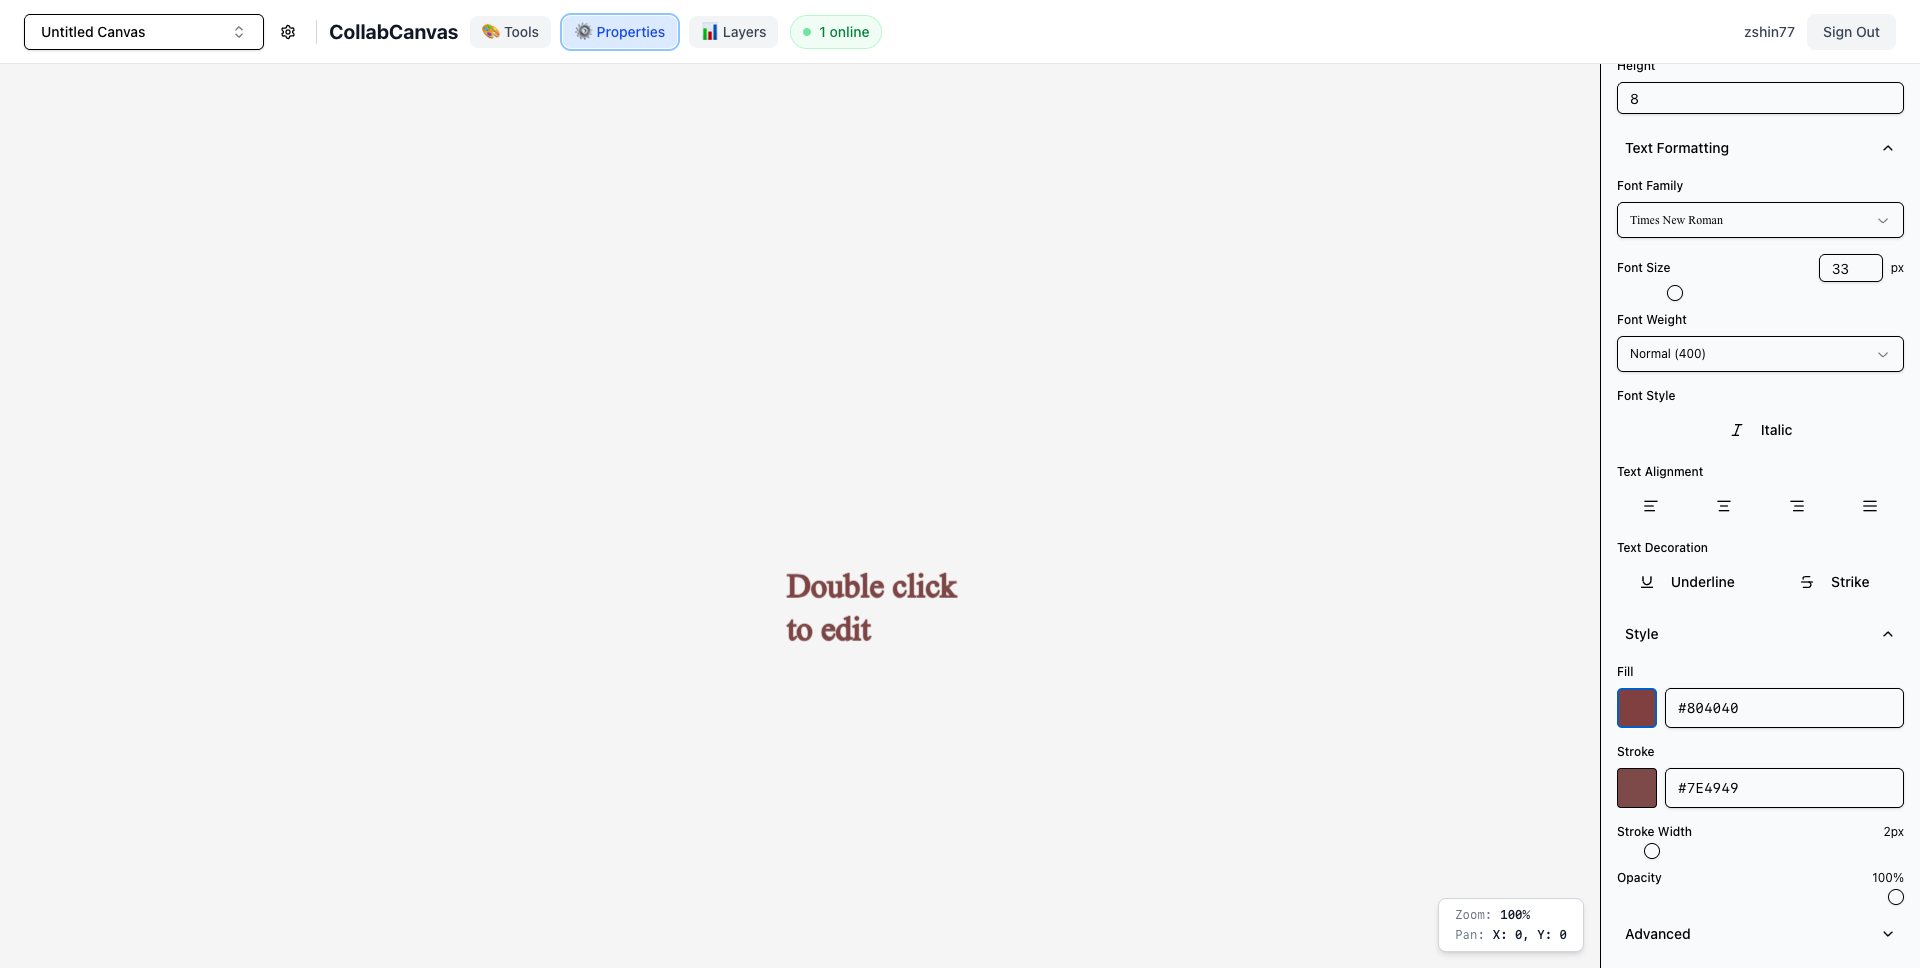 Untitled Canvas
CollabCanvas
Tools
Properties
Layers
1 online
zshin77
Sign Out
Height
8
Text Formatting
Font Family
Times New Roman
Font Size
33
px
Font Weight
Normal (400)
Font Style
Italic
Text Alignment
Text Decoration
Underline
Strike
Style
Fill
#804040
Stroke
#7E4949
Stroke Width
2px
Opacity
100%
Advanced
Double click
to edit
Zoom: 100%
Pan: X: 0, Y: 0